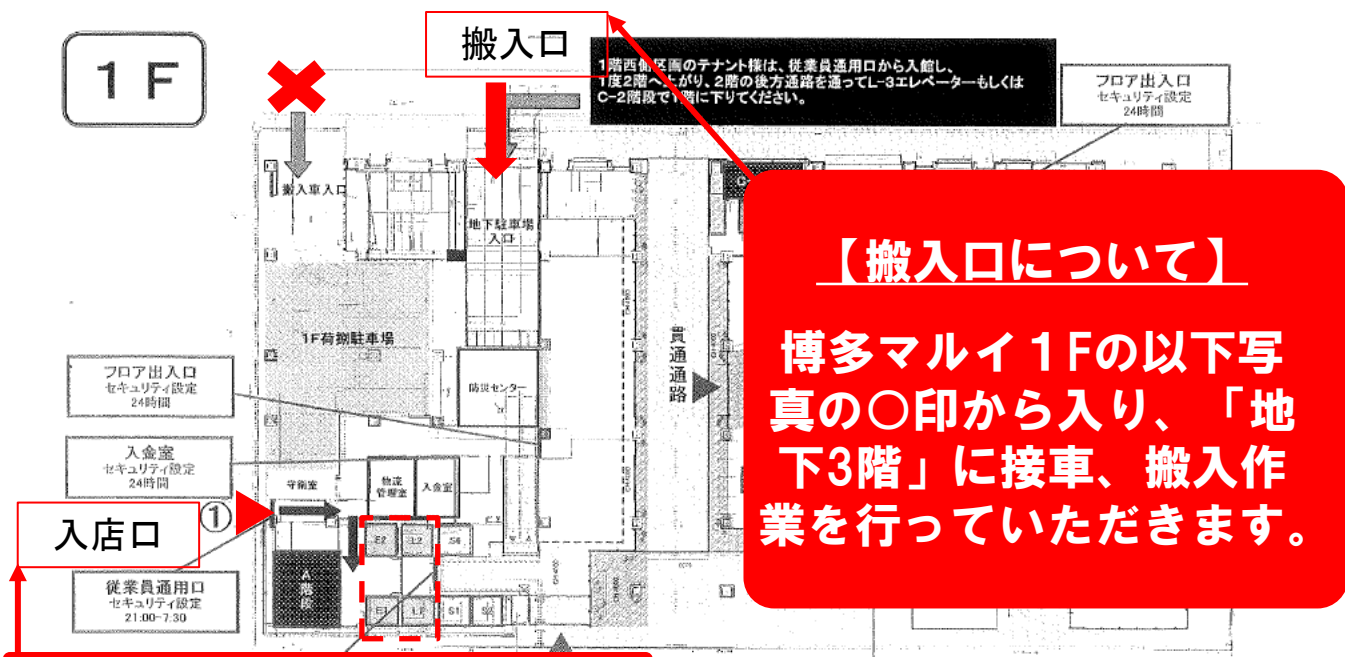 1F
搬入口
1階西側区画のテナント様は、従業員通用口から入館し、
1度2階へ上がり、2階の後方通路を通ってL-3エレベーターもしくは
C-2階段で1階に下りてください。
フロア出入口
セキュリティ設定
24時間
搬入車入口
地下駐車場
入口
【搬入口について】
博多マルイ1Fの以下写
真の○印から入り、「地
下3階」に接車、搬入作
業を行っていただきます。
1F荷捌駐車場
貫通通路
防災センター
フロア出入口
セキュリティ設定
24時間
入金室
セキュリティ設定
24時間
守衛室
物流
管理室
入金室
①
入店口
E2
L2
S4
A階段
従業員通用口
セキュリティ設定
21:00-7:30
E1
L1
S1
S2